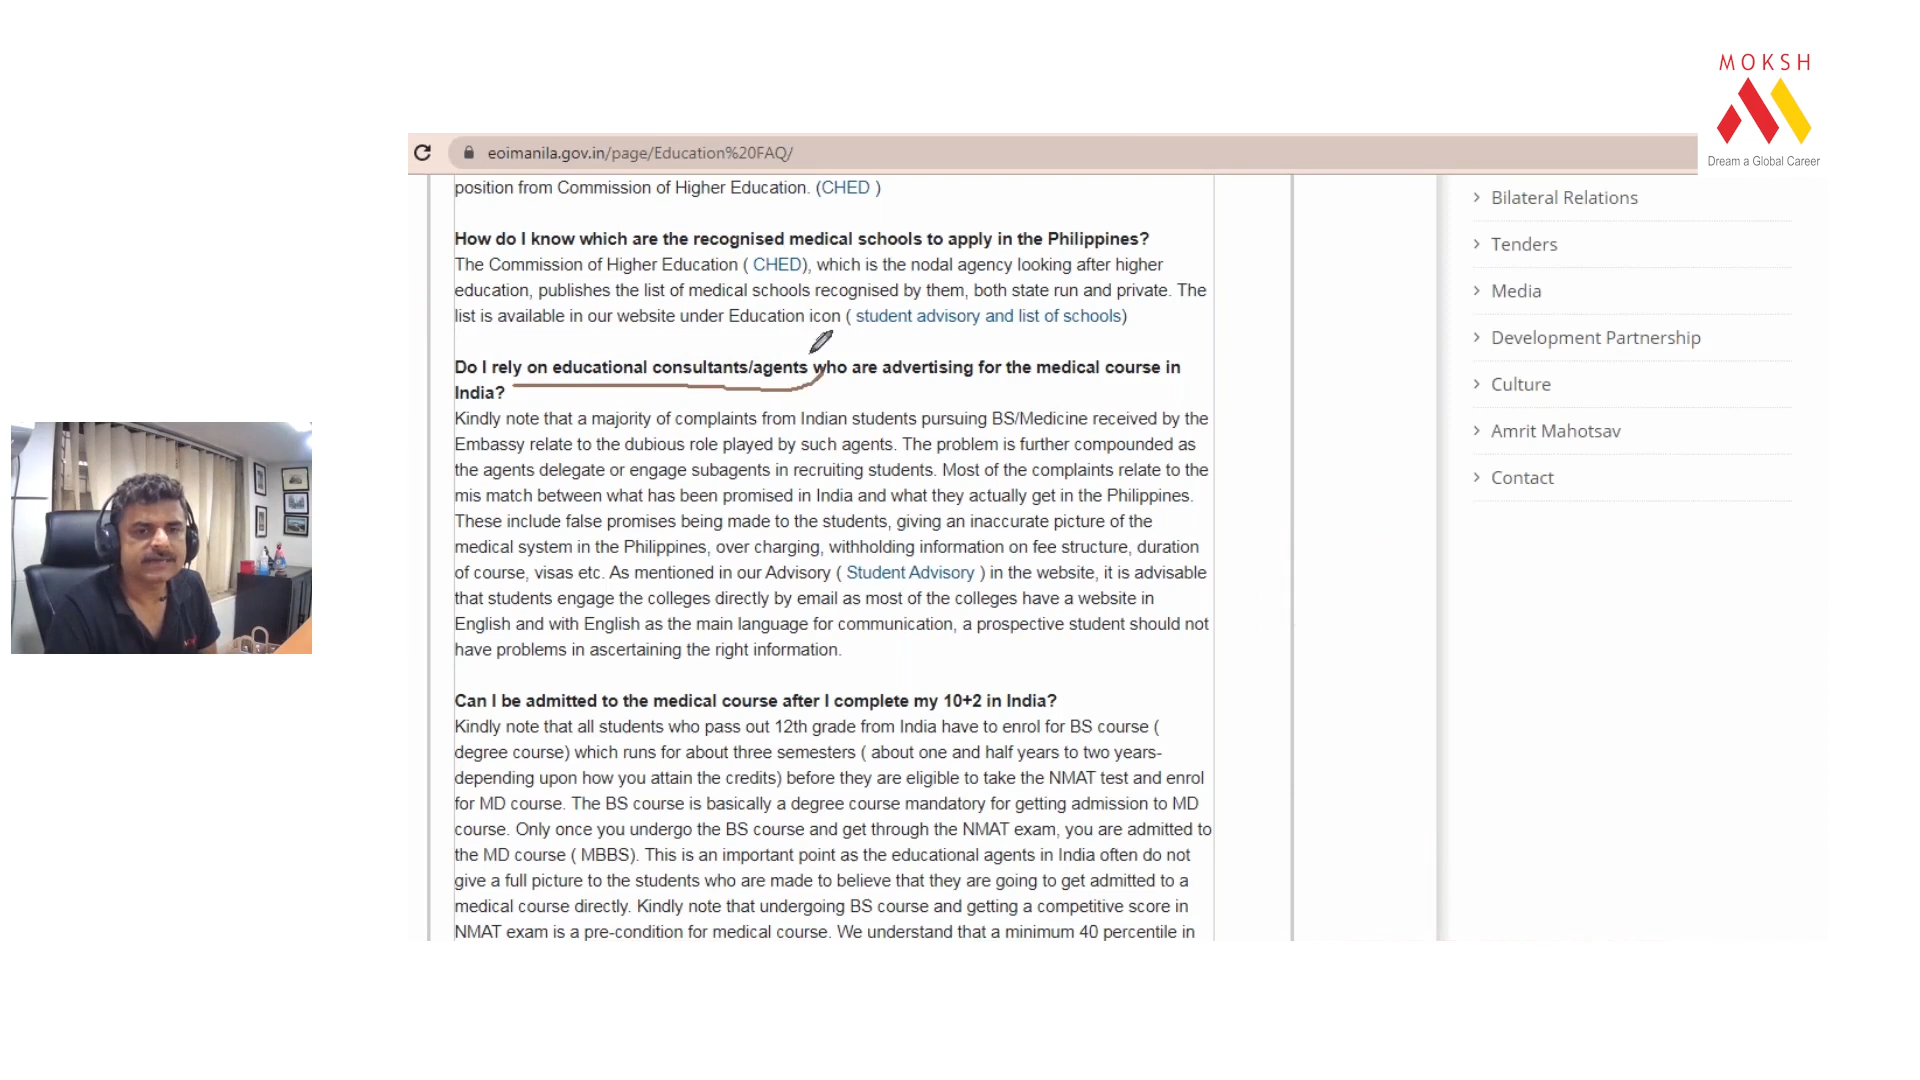 MOKSH
Dream a Global Career
eoimanila.gov.in/page/Education%20FAQ/
position from Commission of Higher Education. (CHED )
How do I know which are the recognised medical schools to apply in the Philippines?
The Commission of Higher Education ( CHED), which is the nodal agency looking after higher
education, publishes the list of medical schools recognised by them, both state run and private. The
list is available in our website under Education icon ( student advisory and list of schools)
Do I rely on educational consultants/agents who are advertising for the medical course in
India?
Kindly note that a majority of complaints from Indian students pursuing BS/Medicine received by the
Embassy relate to the dubious role played by such agents. The problem is further compounded as
the agents delegate or engage subagents in recruiting students. Most of the complaints relate to the
mis match between what has been promised in India and what they actually get in the Philippines.
These include false promises being made to the students, giving an inaccurate picture of the
medical system in the Philippines, over charging, withholding information on fee structure, duration
of course, visas etc. As mentioned in our Advisory ( Student Advisory ) in the website, it is advisable
that students engage the colleges directly by email as most of the colleges have a website in
English and with English as the main language for communication, a prospective student should not
have problems in ascertaining the right information.
Can I be admitted to the medical course after I complete my 10+2 in India?
Kindly note that all students who pass out 12th grade from India have to enrol for BS course (
degree course) which runs for about three semesters ( about one and half years to two years-
depending upon how you attain the credits) before they are eligible to take the NMAT test and enrol
for MD course. The BS course is basically a degree course mandatory for getting admission to MD
course. Only once you undergo the BS course and get through the NMAT exam, you are admitted to
the MD course ( MBBS). This is an important point as the educational agents in India often do not
give a full picture to the students who are made to believe that they are going to get admitted to a
medical course directly. Kindly note that undergoing BS course and getting a competitive score in
NMAT exam is a pre-condition for medical course. We understand that a minimum 40 percentile in
Bilateral Relations
Tenders
Media
Development Partnership
Culture
Amrit Mahotsav
Contact